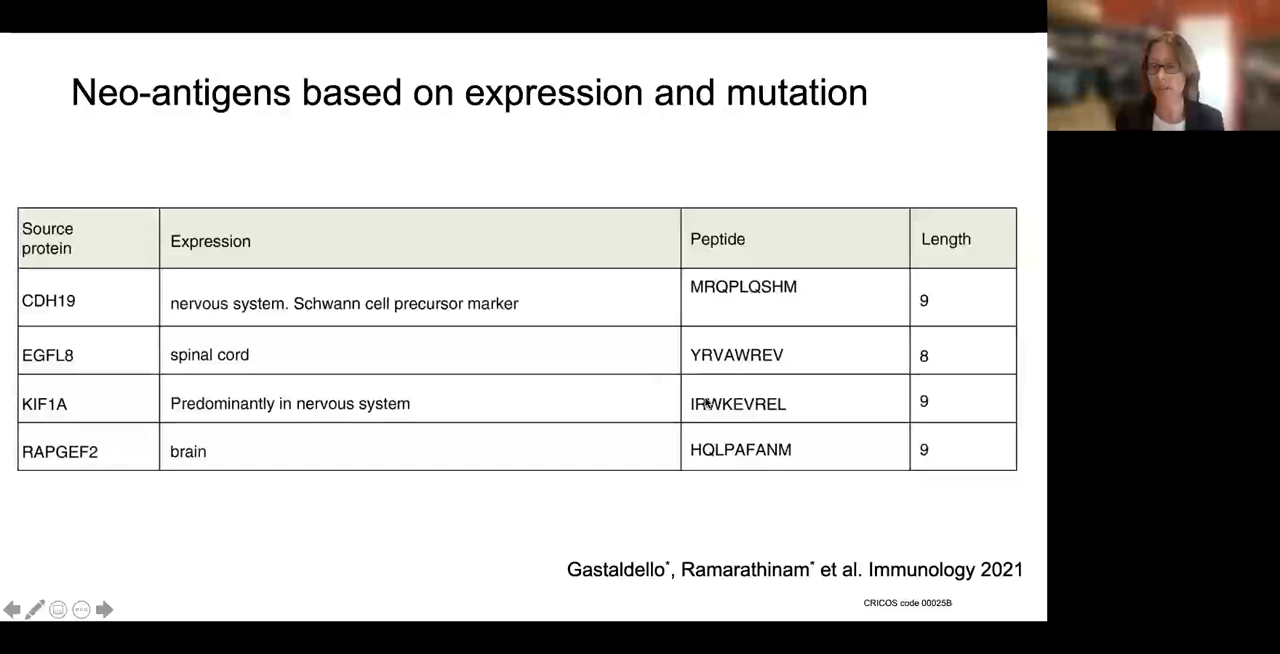 Neo-antigens based on expression and mutation
Source protein Expression Peptide Length
CDH19 nervous system. Schwann cell precursor marker MRQPLQSHM 9
EGFL8 spinal cord YRVAWREV 8
KIF1A Predominantly in nervous system IRWKEVREL 9
RAPGEF2 brain HQLPAFANM 9
Gastaldello*, Ramarathinam* et al. Immunology 2021
CRICOS code 00025B